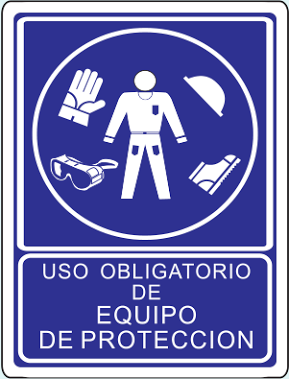 USO OBLIGATORIO
DE
EQUIPO
DE PROTECCION